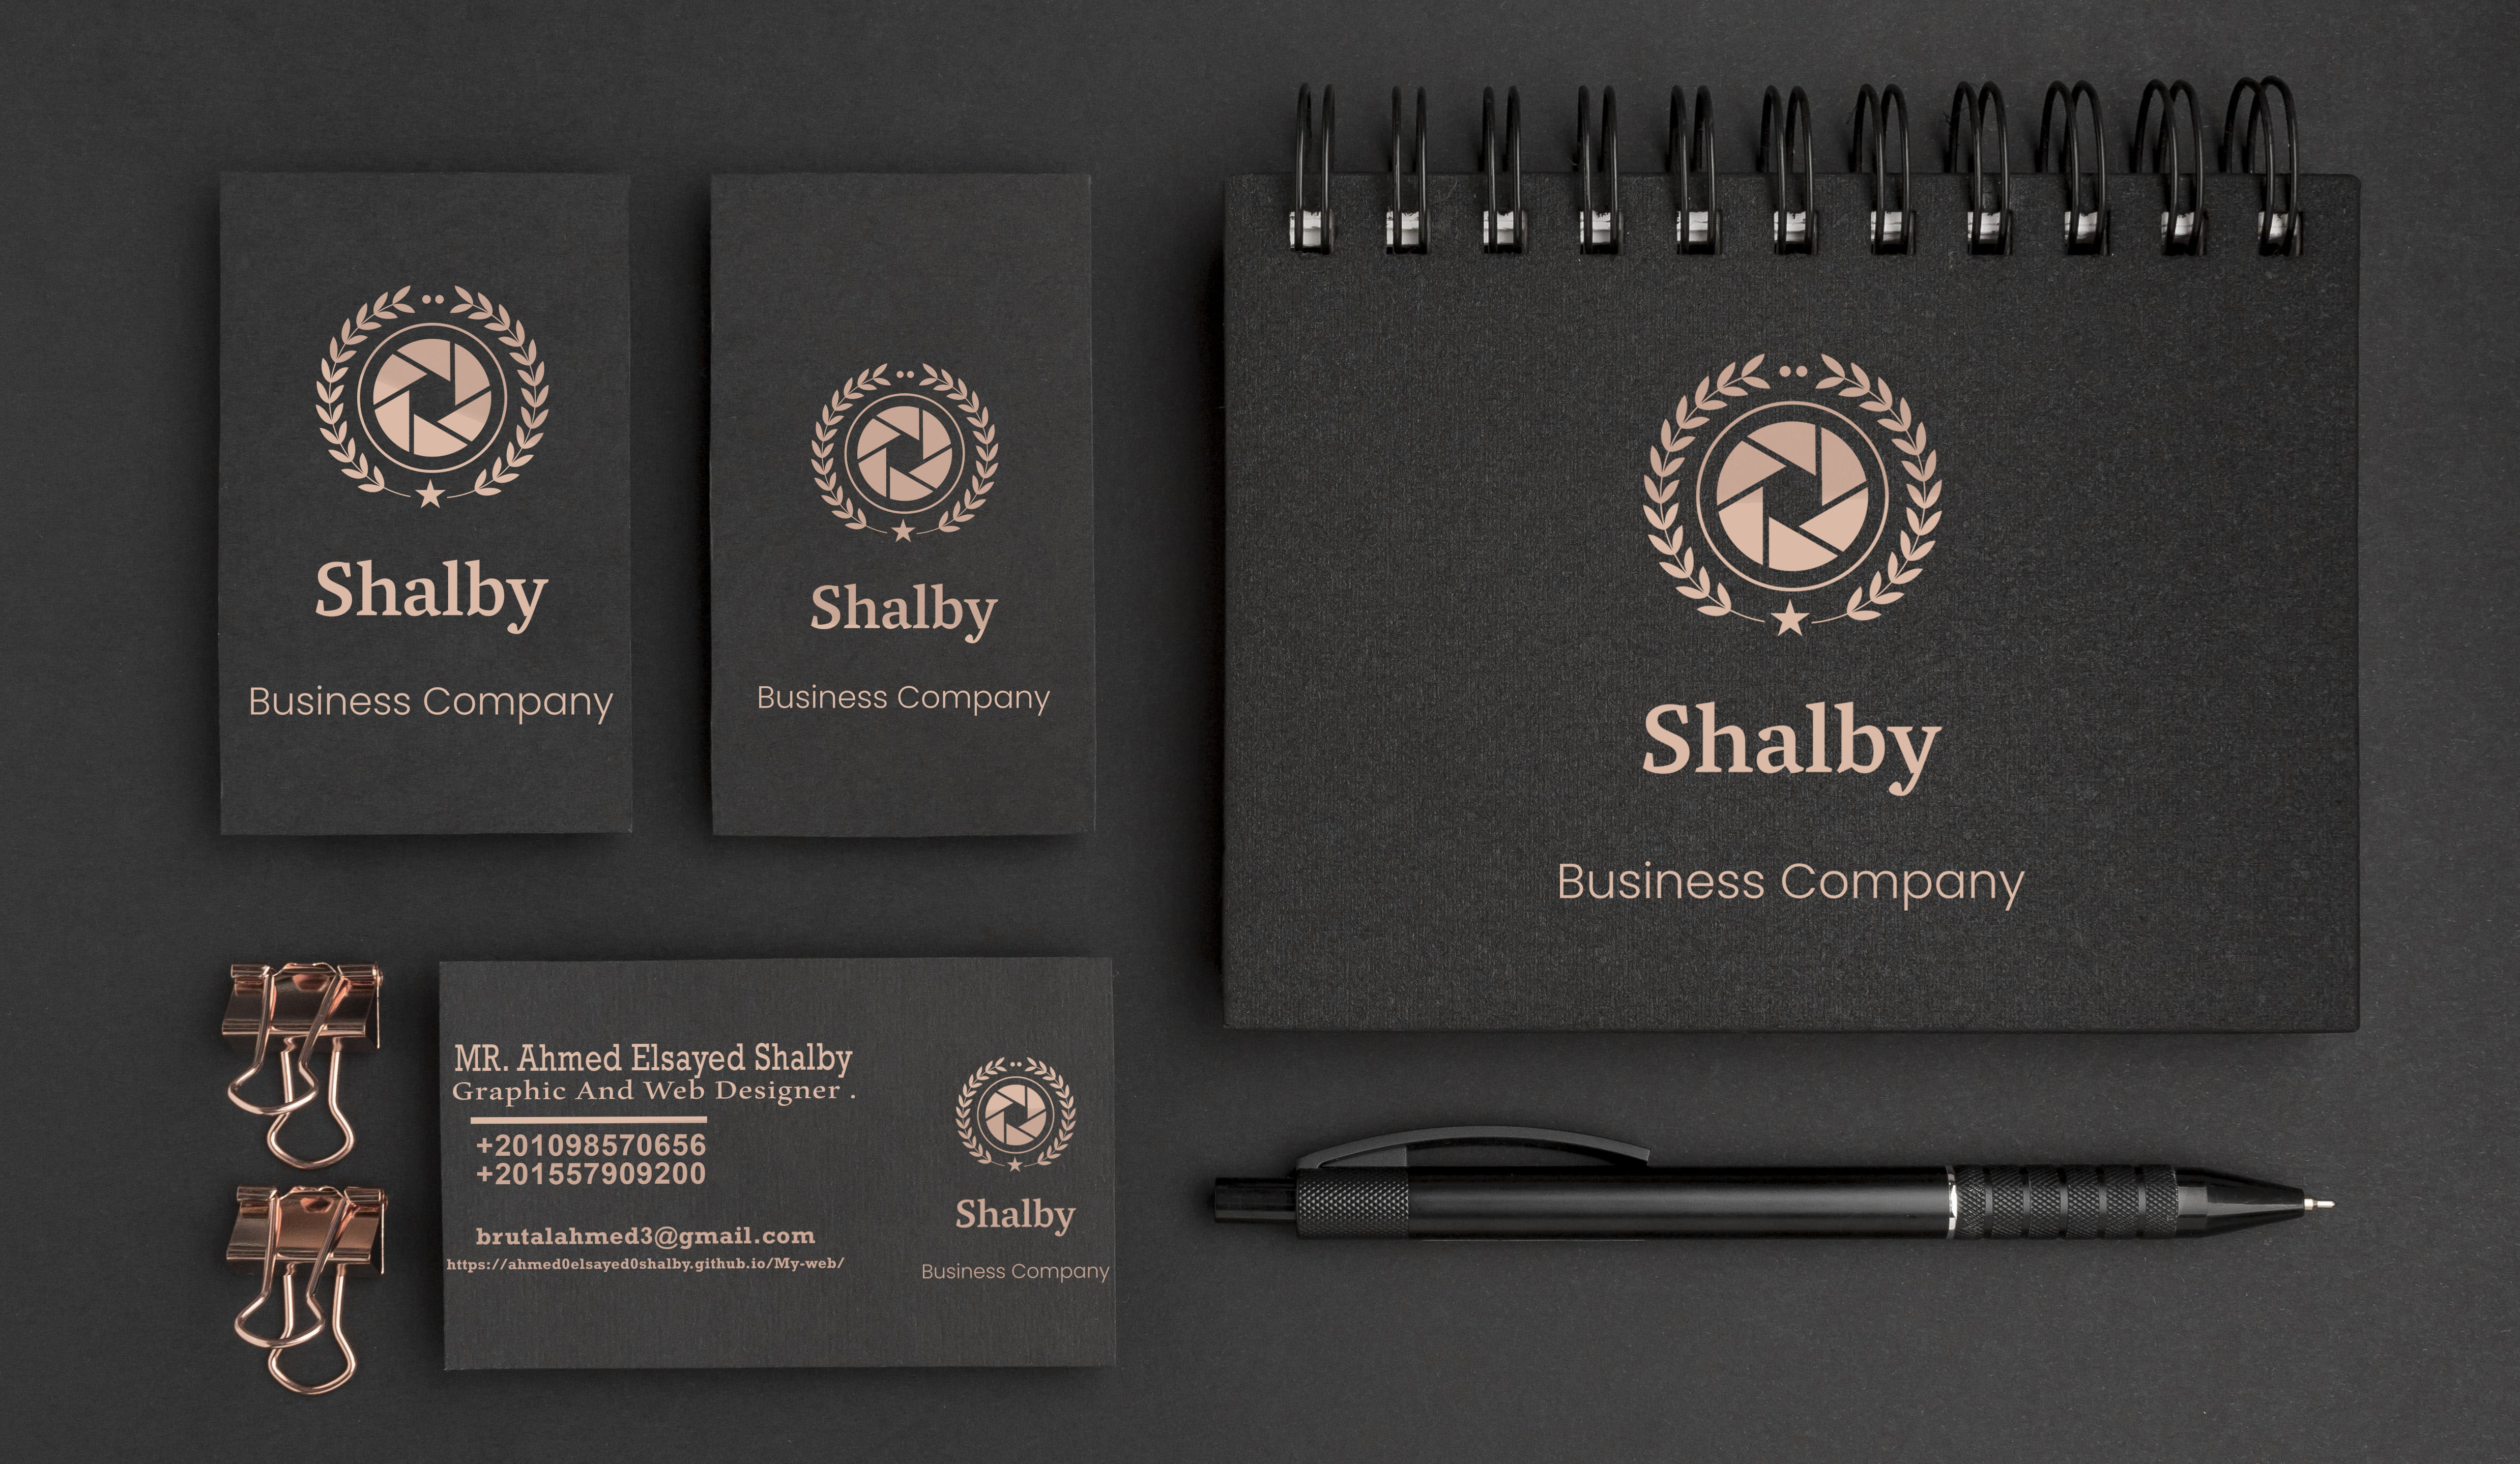 Shalby
Business Company
Shalby
Business Company
Shalby
Business Company
MR. Ahmed Elsayed Shalby
Graphic And Web Designer .
+201098570656
+201557909200
brutalahmed3@gmail.com
https://ahmed0elsayed0shalby.github.io/My-web/
Shalby
Business Company